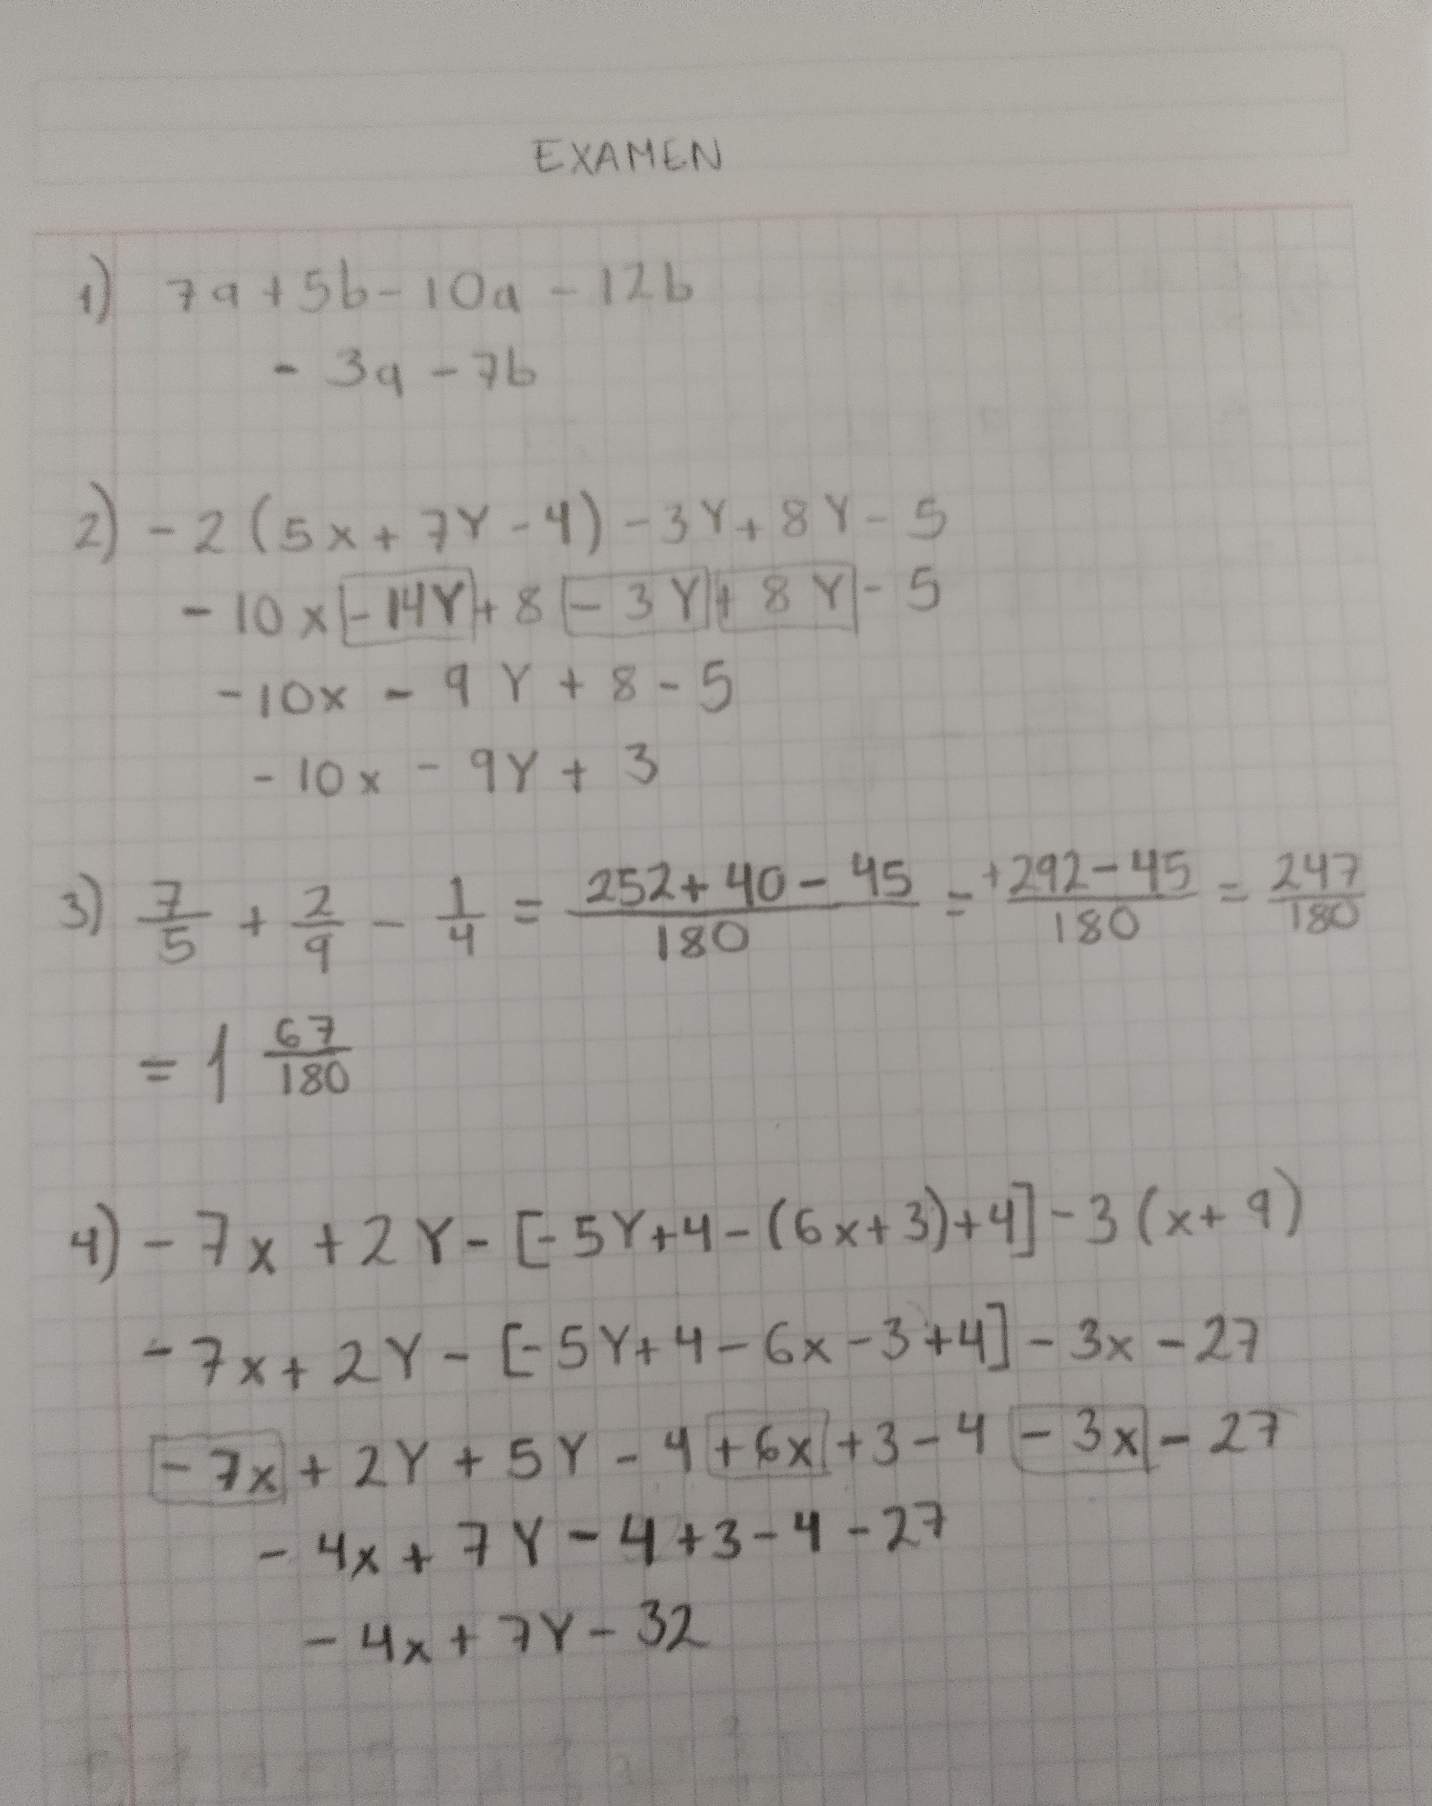 EXAMEN
1) 7a + 5b - 10a - 12b
- 3a - 7b
2) - 2 ( 5x + 7Y - 4 ) - 3Y + 8Y - 5
- 10x - 14Y + 8 - 3Y + 8Y - 5
- 10x - 9Y + 8 - 5
- 10x - 9Y + 3
3) 7/5 + 2/9 - 1/4 = 252 + 40 - 45/180 = +292 - 45/180 = 247/180
= 1 67/180
4) - 7x + 2Y - [- 5Y + 4 - (6x + 3) + 4] - 3 (x + 9)
- 7x + 2Y - [- 5Y + 4 - 6x - 3 + 4] - 3x - 27
- 7x + 2Y + 5Y - 4 + 6x + 3 - 4 - 3x - 27
- 4x + 7Y - 4 + 3 - 4 - 27
- 4x + 7Y - 32